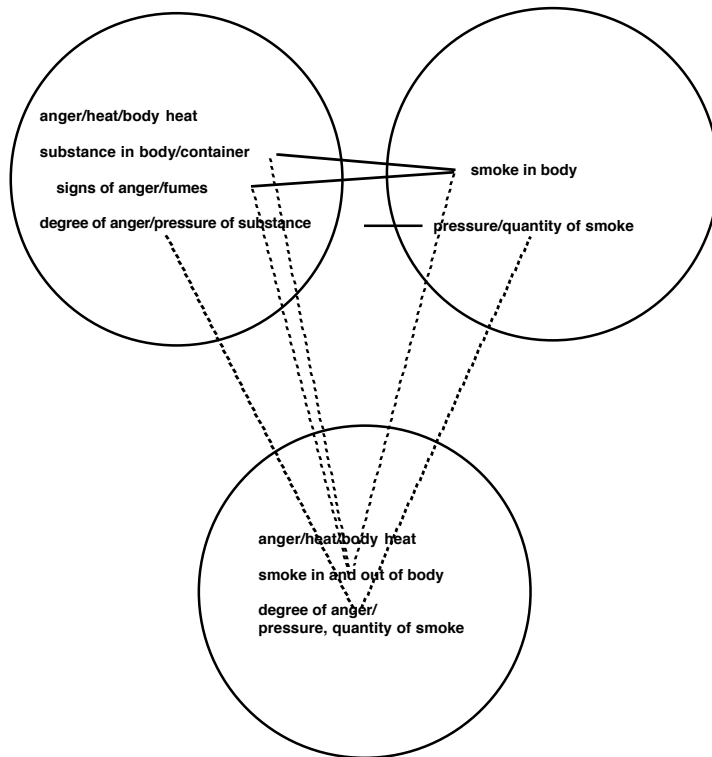 anger/heat/body heat
substance in body/container
signs of anger/fumes
degree of anger/pressure of substance
smoke in body
pressure/quantity of smoke
anger/heat/body heat
smoke in and out of body
degree of anger/
pressure, quantity of smoke